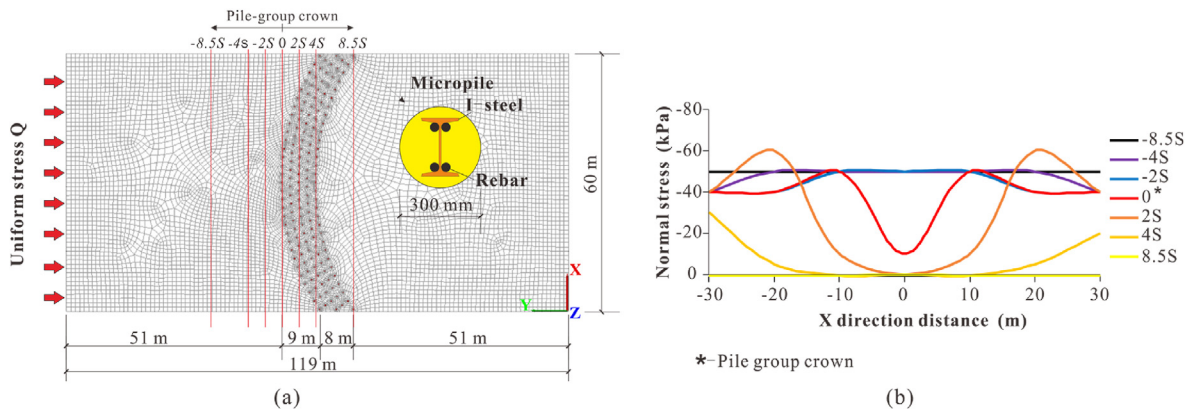 (a)
Pile-group crown
-8.5S -4s -2S 0 2S 4S 8.5S
Uniform stress Q
Micropile
I-steel
Rebar
300 mm
60 m
X
Y
Z
51 m
9 m
8 m
51 m
119 m
(a)
(b)
Normal stress (kPa)
-80
-60
-40
-20
0
-30 -20 -10 0 10 20 30
X direction distance (m)
-8.5S
-4S
-2S
0*
2S
4S
8.5S
*-Pile group crown
(b)